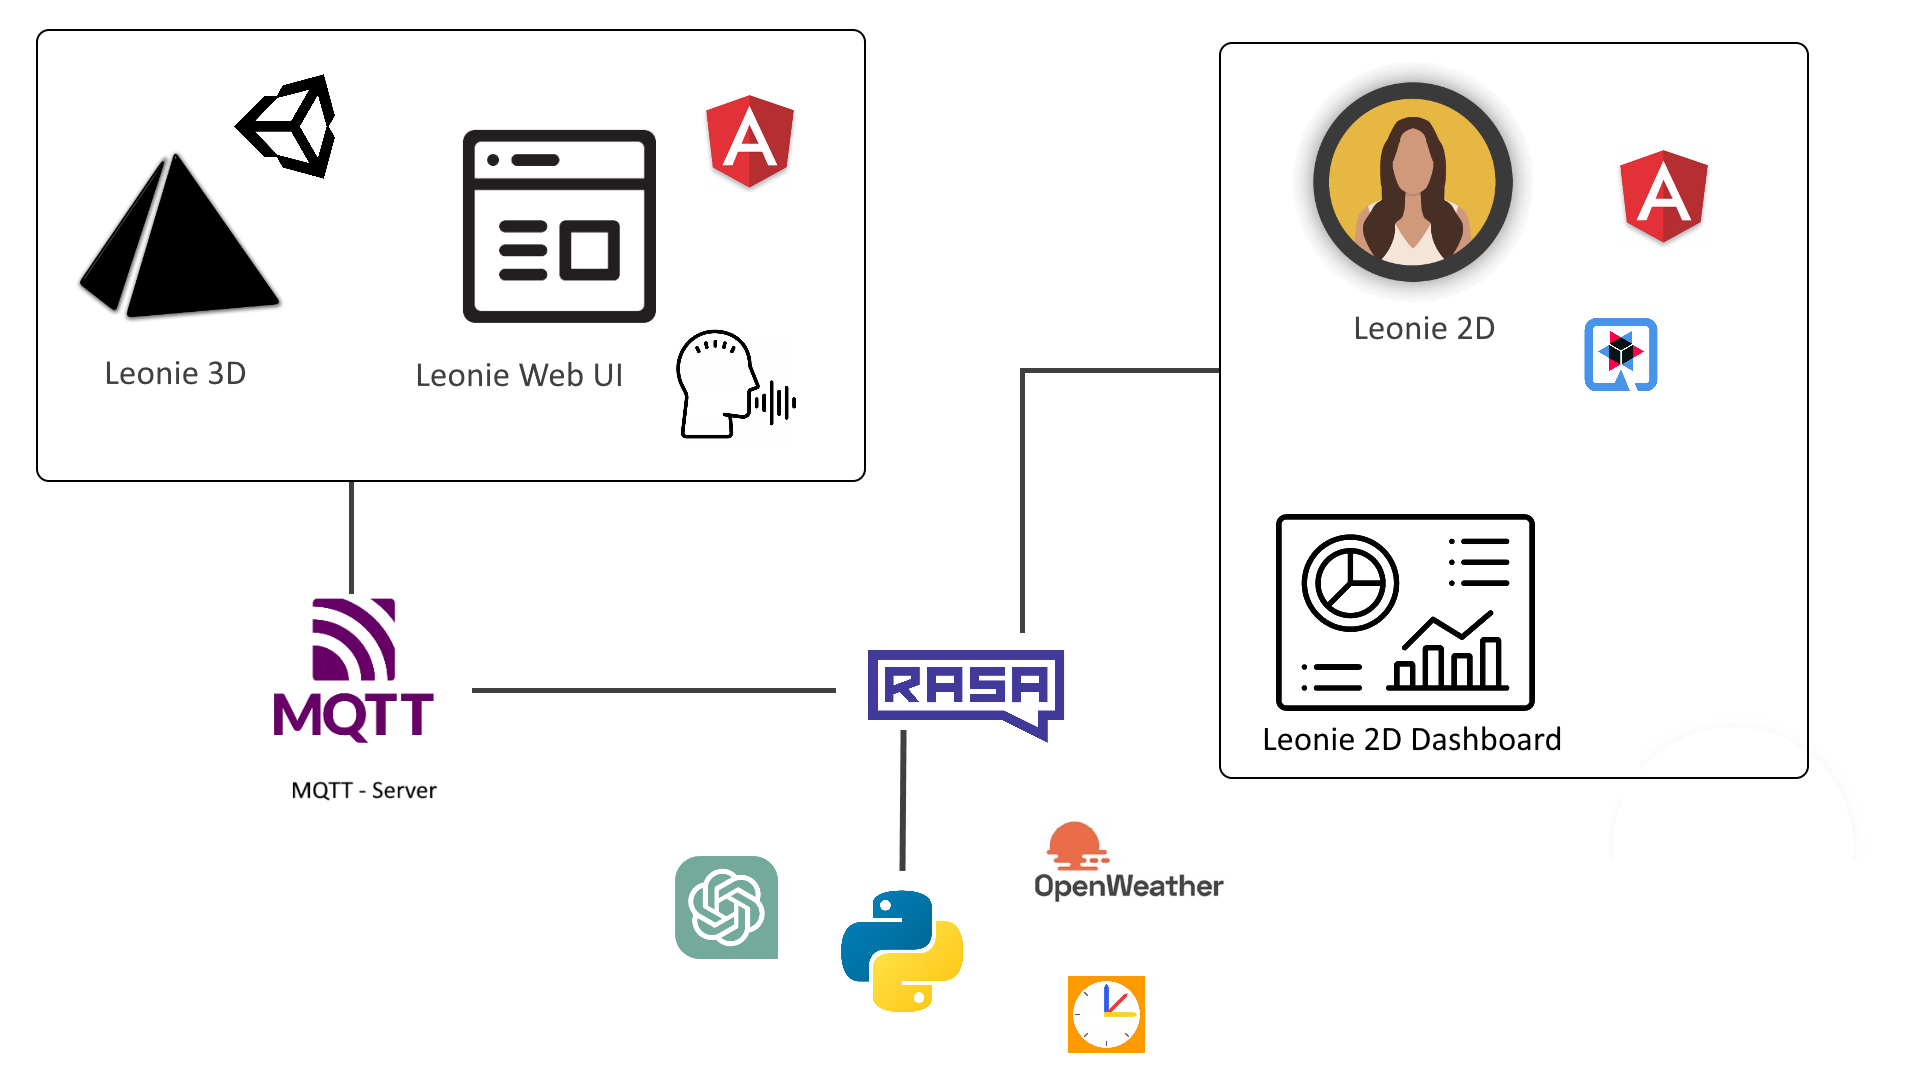 Leonie 3D
Leonie Web UI
Leonie 2D
Leonie 2D Dashboard
MQTT
MQTT - Server
RASA
OpenWeather